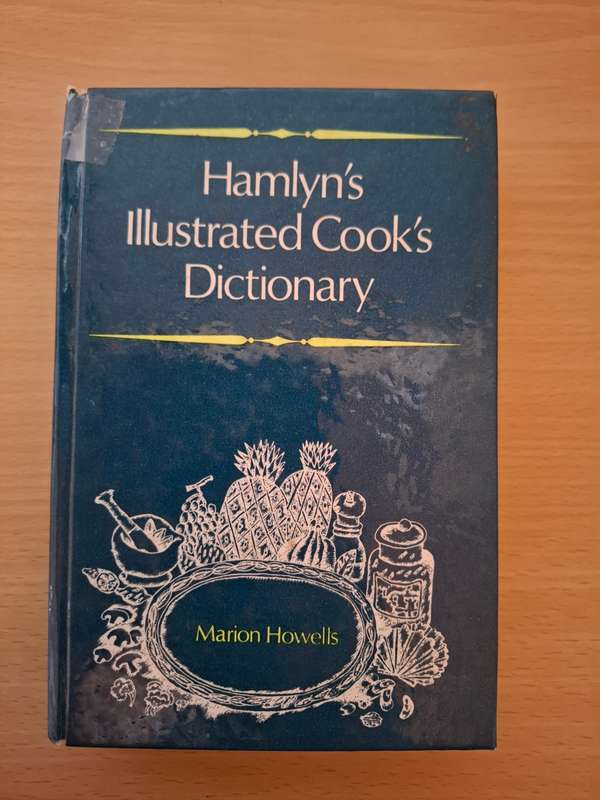 Hamlyn's
Illustrated Cook's
Dictionary
Marion Howells